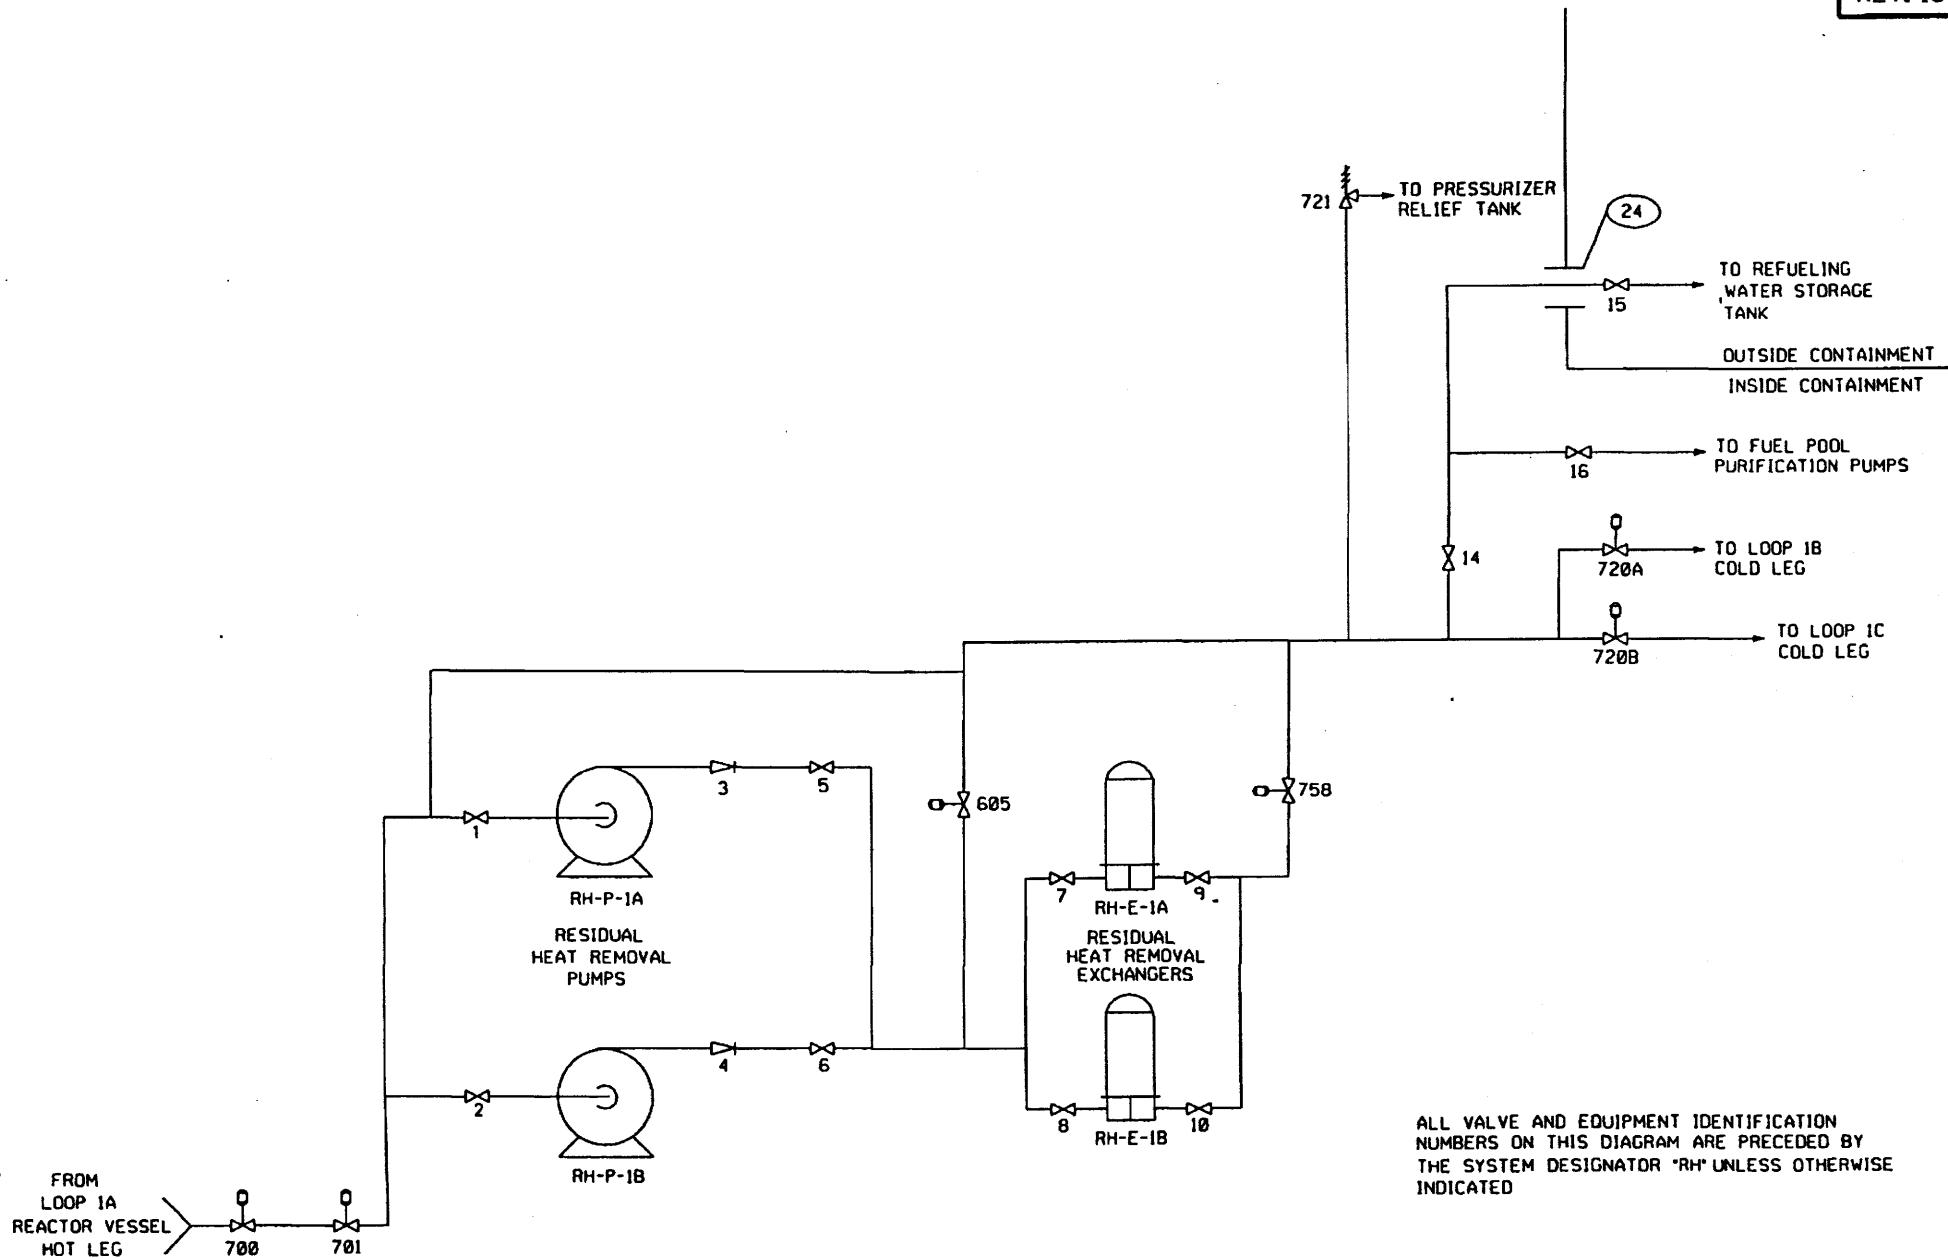 721
TO PRESSURIZER
RELIEF TANK
24
TO REFUELING
WATER STORAGE
TANK
15
OUTSIDE CONTAINMENT
INSIDE CONTAINMENT
TO FUEL POOL
PURIFICATION PUMPS
16
14
TO LOOP 1B
COLD LEG
720A
TO LOOP 1C
COLD LEG
720B
3
5
605
758
1
RH-P-1A
7
9
RH-E-1A
RESIDUAL
HEAT REMOVAL
PUMPS
RESIDUAL
HEAT REMOVAL
EXCHANGERS
4
6
2
8
10
RH-E-1B
RH-P-1B
FROM
LOOP 1A
REACTOR VESSEL
HOT LEG
700
701
ALL VALVE AND EQUIPMENT IDENTIFICATION
NUMBERS ON THIS DIAGRAM ARE PRECEDED BY
THE SYSTEM DESIGNATOR "RH" UNLESS OTHERWISE
INDICATED